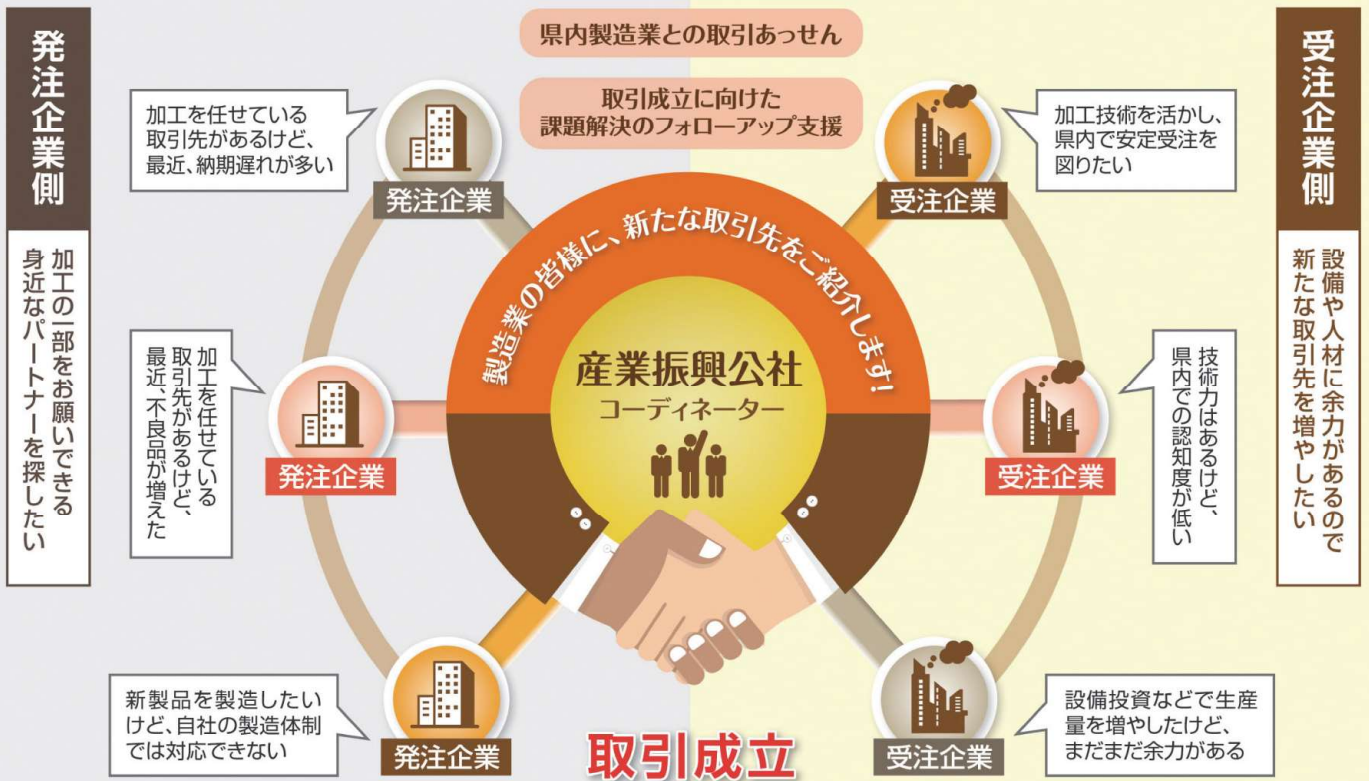 県内製造業との取引あっせん
取引成立に向けた
課題解決のフォローアップ支援
発注企業側
加工の一部をお願いできる
身近なパートナーを探したい
加工を任せている
取引先があるけど、
最近、納期遅れが多い
発注企業
加工を任せている
取引先があるけど、
最近、不良品が増えた
発注企業
新製品を製造したい
けど、自社の製造体制
では対応できない
発注企業
製造業の皆様に、新たな取引先をご紹介します!
産業振興公社
コーディネーター
取引成立
受注企業側
設備や人材に余力があるので
新たな取引先を増やしたい
加工技術を活かし、
県内で安定受注を
図りたい
受注企業
技術力はあるけど、
県内での認知度が低い
受注企業
設備投資などで生産
量を増やしたけど、
まだまだ余力がある
受注企業